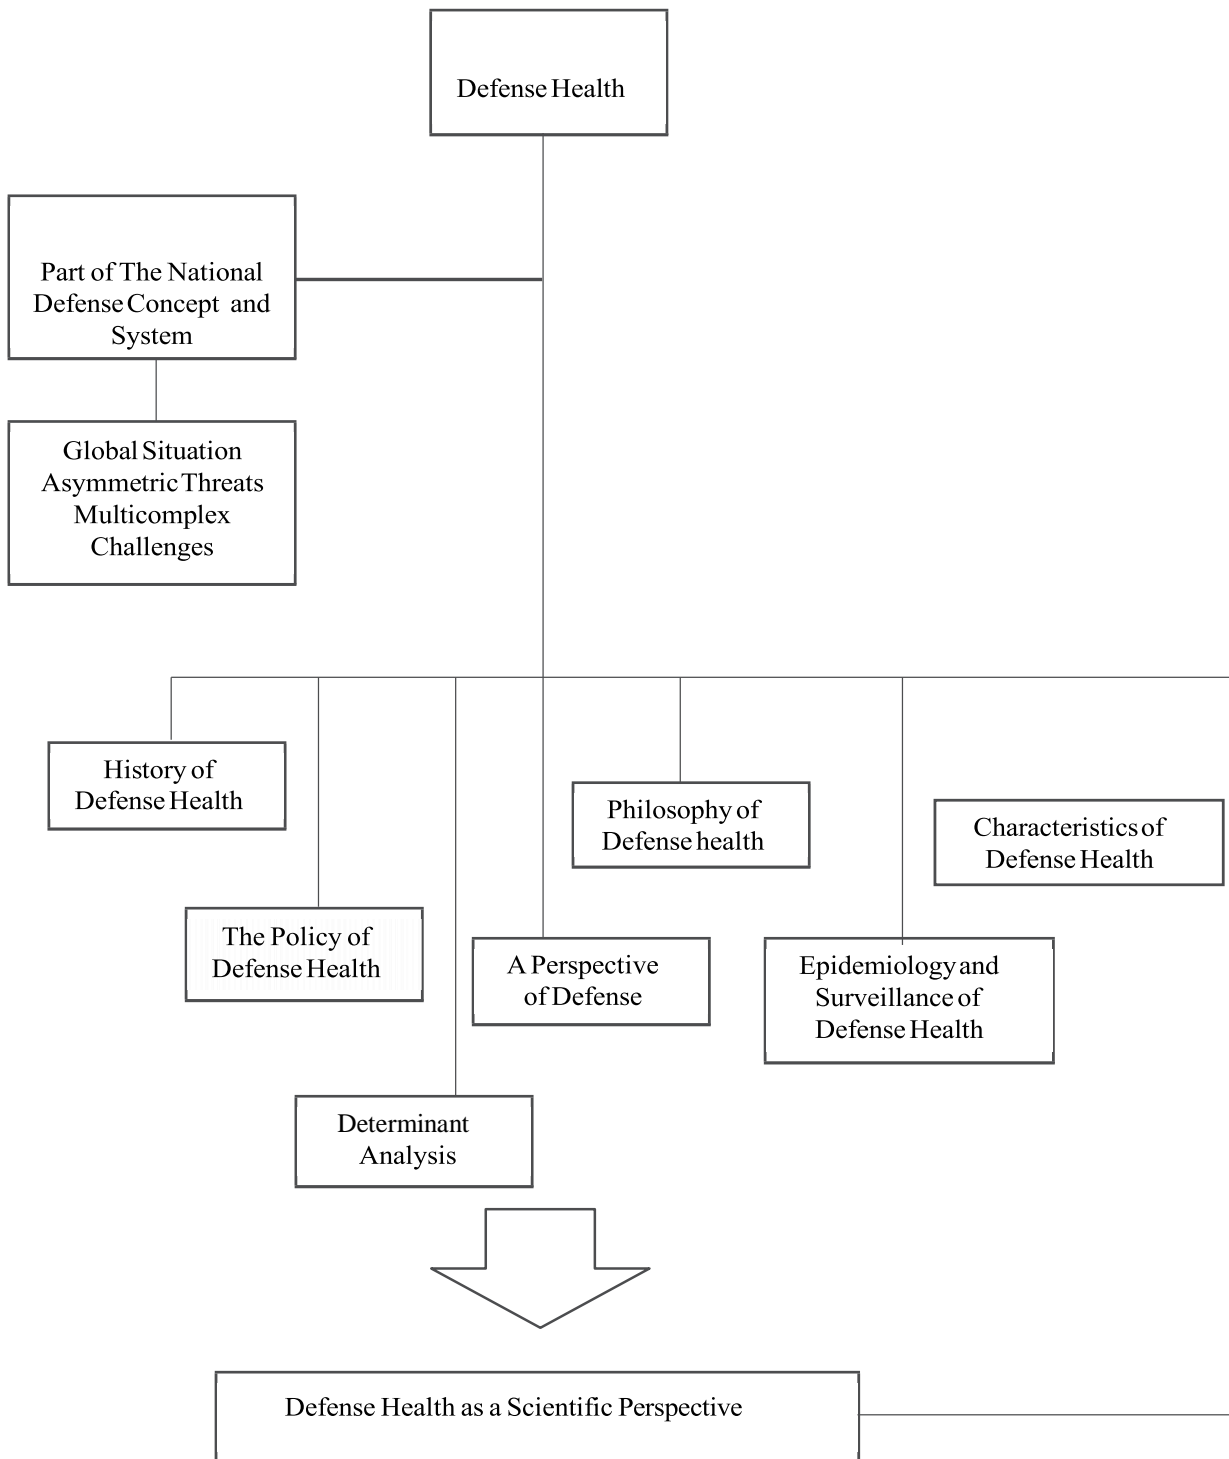 Defense Health
Part of The National
Defense Concept and
System
Global Situation
Asymmetric Threats
Multicomplex
Challenges
History of
Defense Health
Philosophy of
Defense health
Characteristics of
Defense Health
The Policy of
Defense Health
A Perspective
of Defense
Epidemiology and
Surveillance of
Defense Health
Determinant
Analysis
Defense Health as a Scientific Perspective